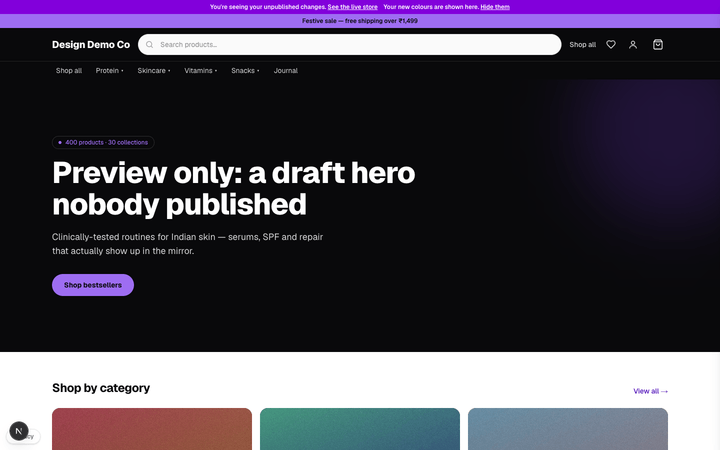 You're seeing your unpublished changes. See the live store Your new colours are shown here. Hide them
Festive sale — free shipping over ₹1,499
Design Demo Co
Search products…
Shop all
Shop all Protein Skincare Vitamins Snacks Journal
400 products · 30 collections
Preview only: a draft hero
nobody published
Clinically-tested routines for Indian skin — serums, SPF and repair
that actually show up in the mirror.
Shop bestsellers
Shop by category
View all →
N